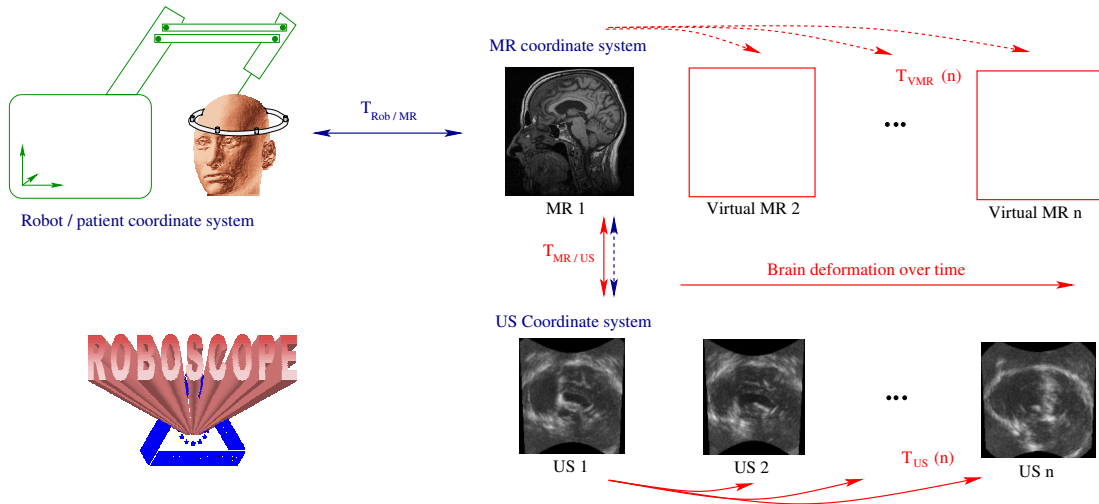 MR coordinate system
T_VMR (n)
...
T_Rob / MR
MR 1
Virtual MR 2
Virtual MR n
Robot / patient coordinate system
T_MR / US
Brain deformation over time
US Coordinate system
ROBOSCOPE
...
T_US (n)
US 1
US 2
US n